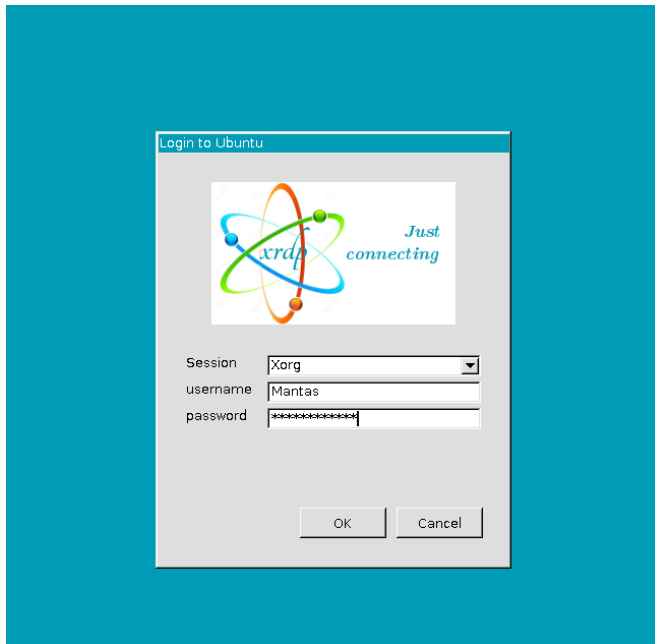 Login to Ubuntu
xrdp
Just
connecting
Session Xorg
username Mantas
password ************
OK Cancel